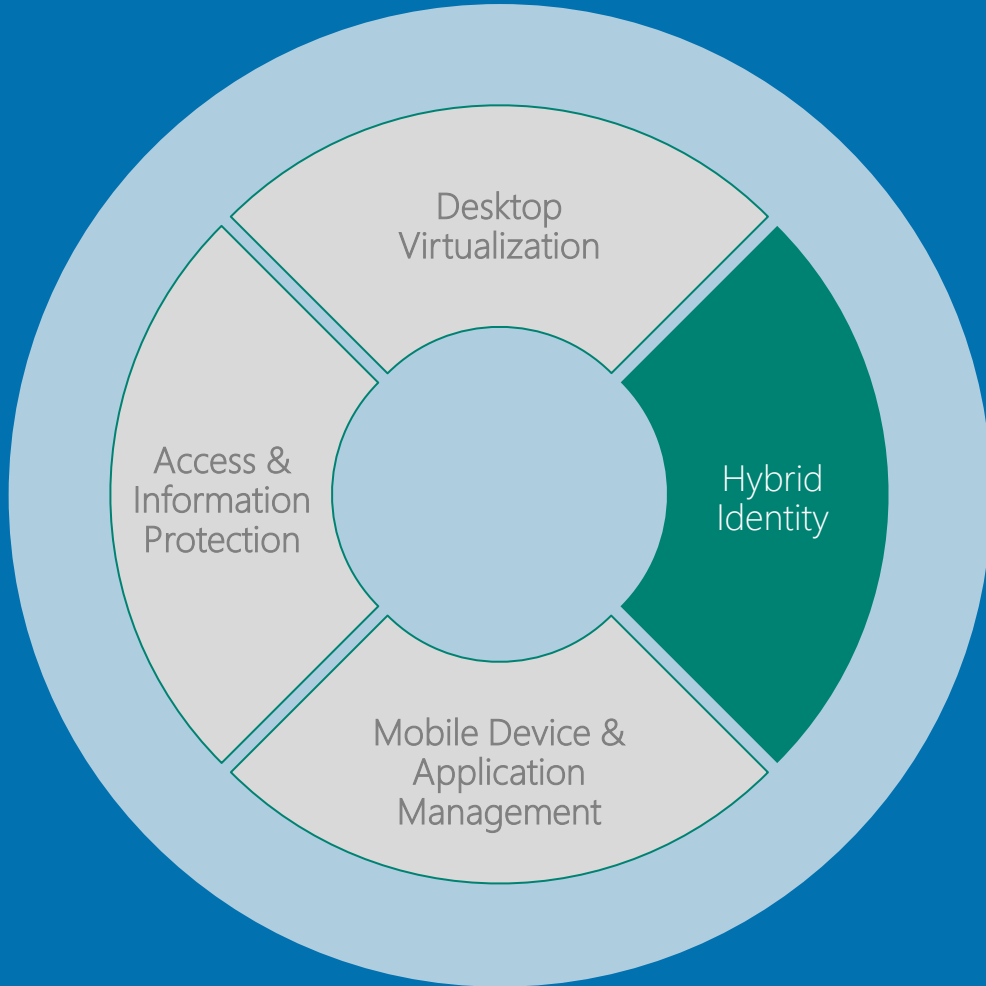 Desktop
Virtualization
Access &
Information
Protection
Hybrid
Identity
Mobile Device &
Application
Management